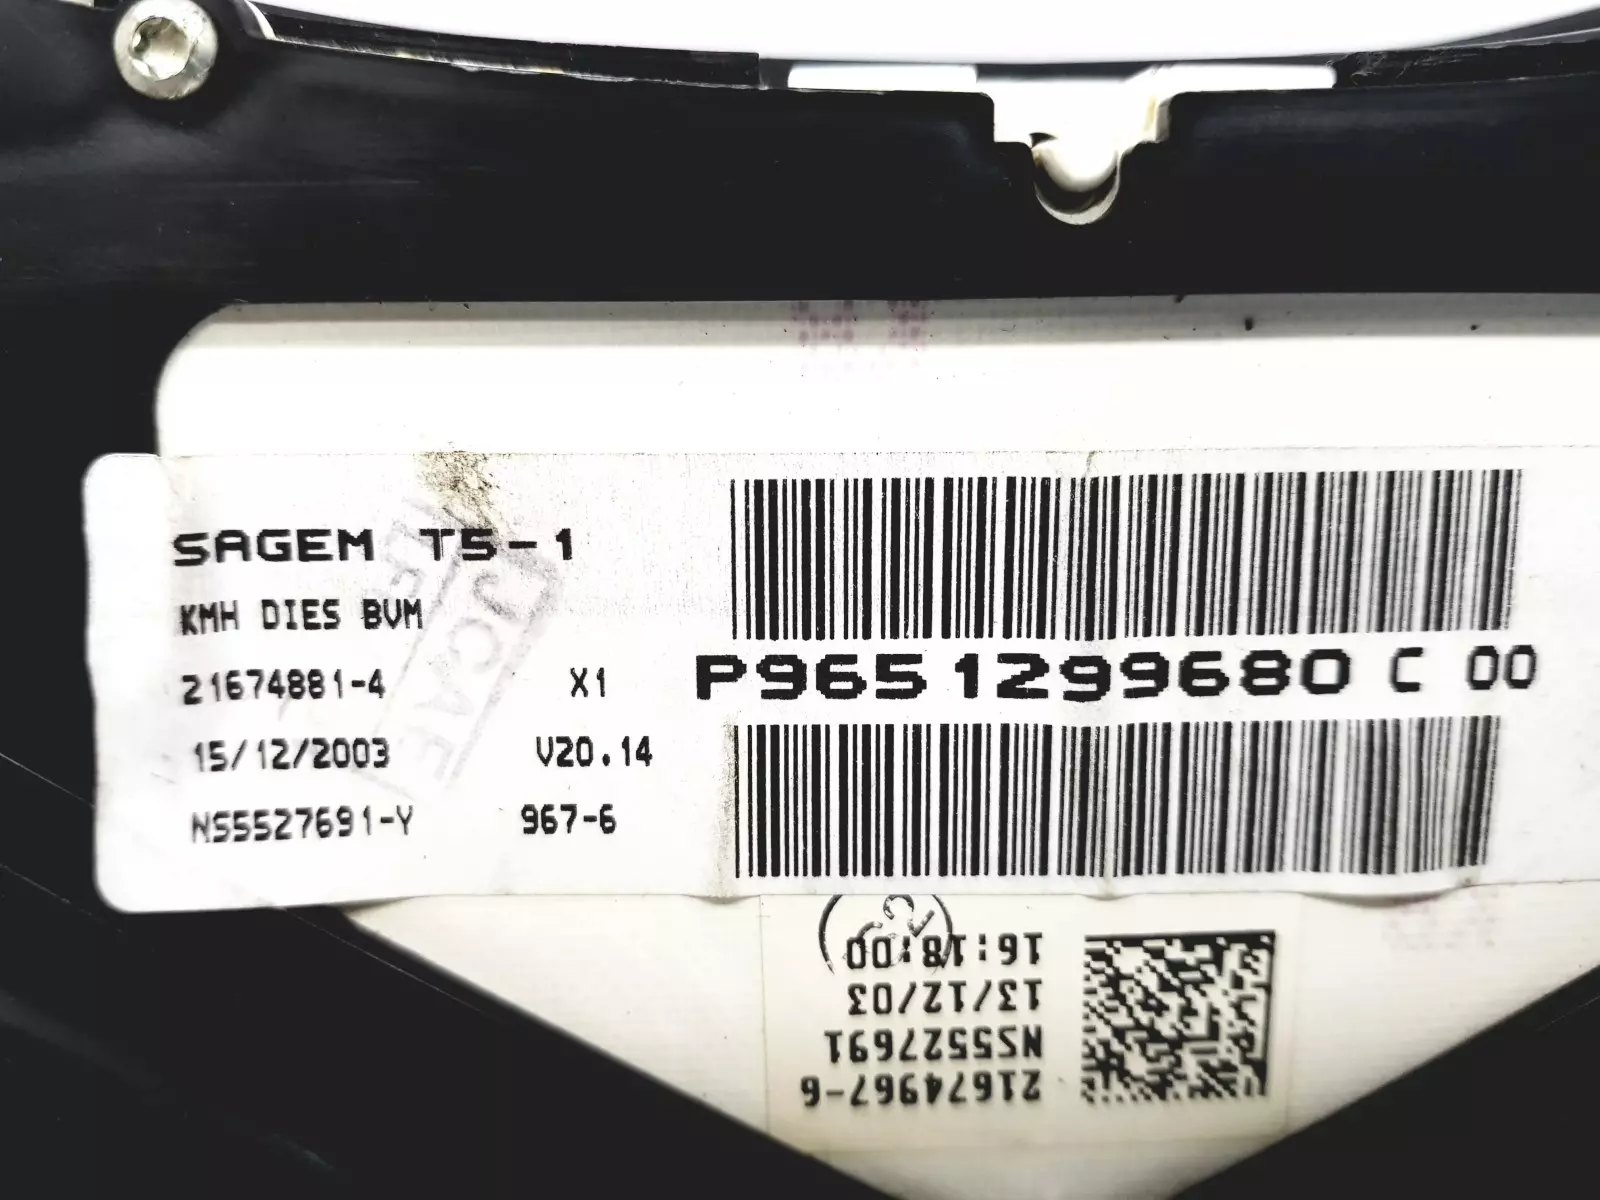 SAGEM T5-1
KMH DIES BVM
21674881-4 X1
15/12/2003 V20.14
NS5527691-Y 967-6
P9651299680 C 00
21674967-6
NS5527691
13/12/03
16:18:00